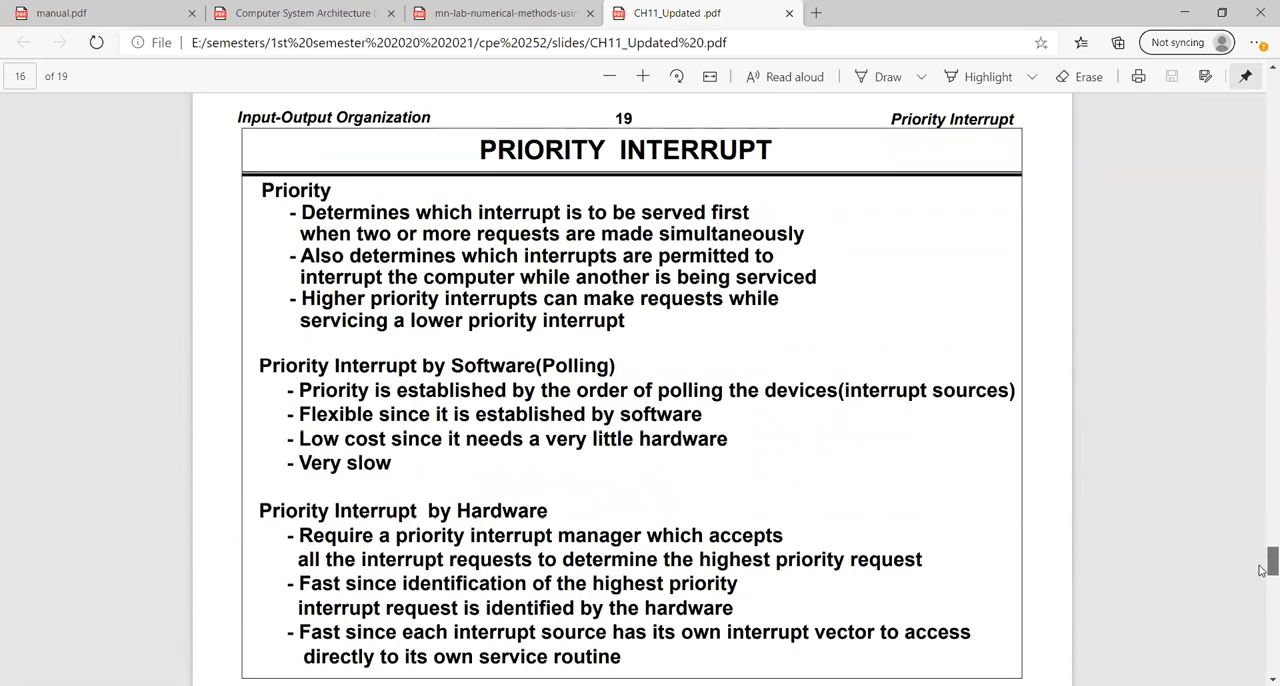 manual.pdf
Computer System Architecture (
mn-lab-numerical-methods-usin
CH11_Updated .pdf
File
E:/semesters/1st%20semester%202020%202021/cpe%20252/slides/CH11_Updated%20.pdf
Not syncing
16 of 19
Read aloud
Draw
Highlight
Erase
Input-Output Organization
19
Priority Interrupt
PRIORITY INTERRUPT
Priority
- Determines which interrupt is to be served first
when two or more requests are made simultaneously
- Also determines which interrupts are permitted to
interrupt the computer while another is being serviced
- Higher priority interrupts can make requests while
servicing a lower priority interrupt
Priority Interrupt by Software(Polling)
- Priority is established by the order of polling the devices(interrupt sources)
- Flexible since it is established by software
- Low cost since it needs a very little hardware
- Very slow
Priority Interrupt by Hardware
- Require a priority interrupt manager which accepts
all the interrupt requests to determine the highest priority request
- Fast since identification of the highest priority
interrupt request is identified by the hardware
- Fast since each interrupt source has its own interrupt vector to access
directly to its own service routine